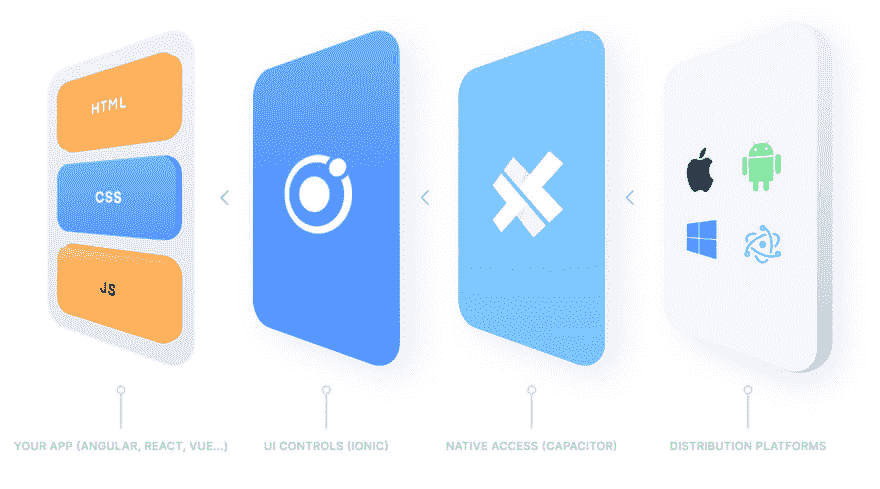 HTML
CSS
JS
YOUR APP (ANGULAR, REACT, VUE...)
UI CONTROLS (IONIC)
NATIVE ACCESS (CAPACITOR)
DISTRIBUTION PLATFORMS